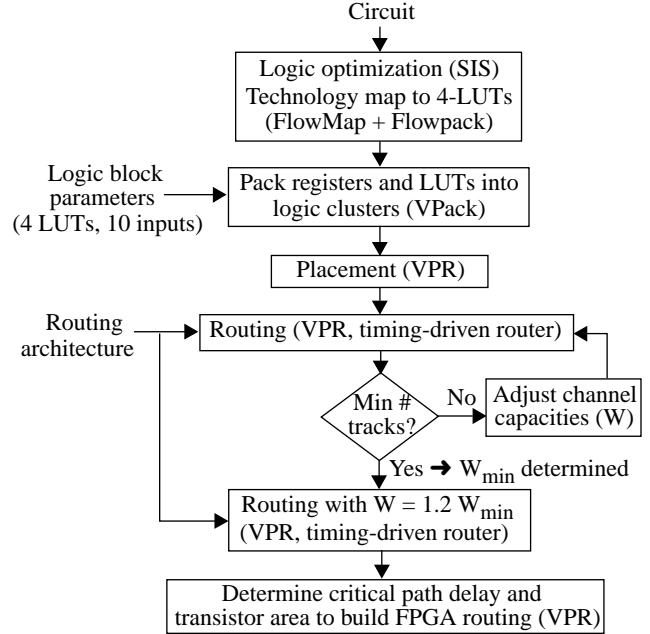 Circuit
Logic optimization (SIS)
Technology map to 4-LUTs
(FlowMap + Flowpack)
Logic block
parameters
(4 LUTs, 10 inputs)
Pack registers and LUTs into
logic clusters (VPack)
Placement (VPR)
Routing
architecture
Routing (VPR, timing-driven router)
Min #
tracks?
No
Adjust channel
capacities (W)
Yes ➜ Wmin determined
Routing with W = 1.2 Wmin
(VPR, timing-driven router)
Determine critical path delay and
transistor area to build FPGA routing (VPR)